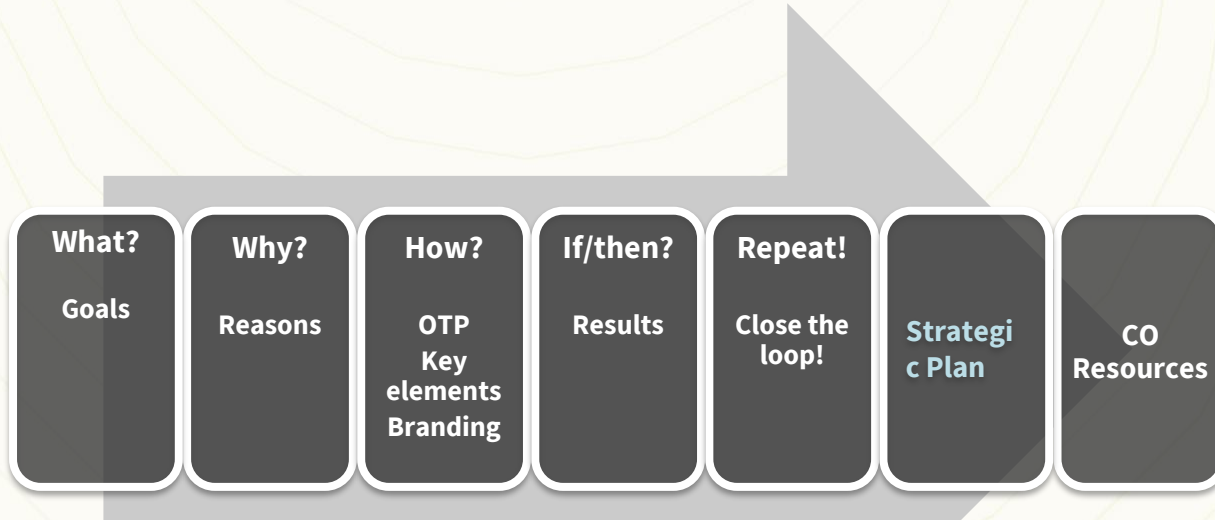 What?
Goals
Why?
Reasons
How?
OTP
Key
elements
Branding
If/then?
Results
Repeat!
Close the
loop!
Strategi
c Plan
CO
Resources